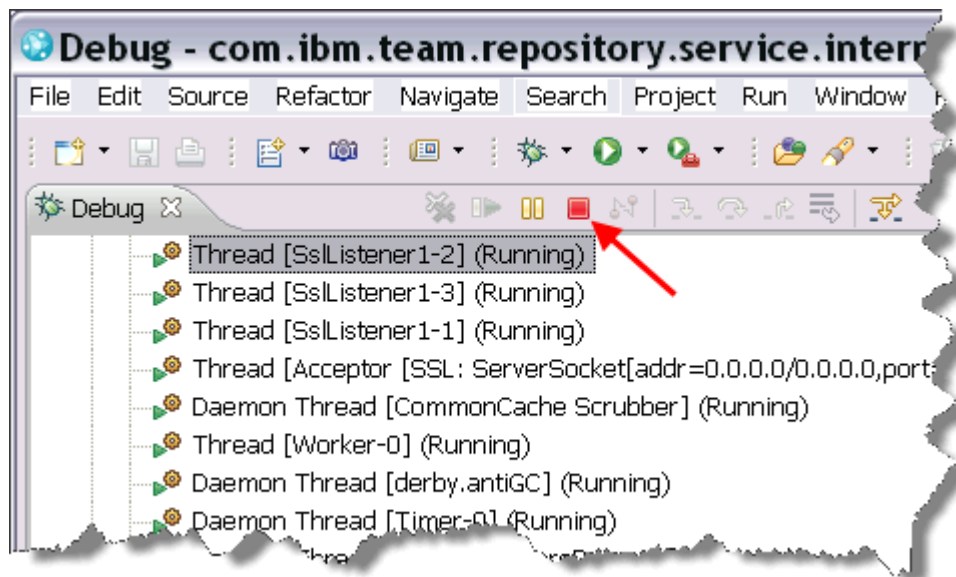 Debug - com.ibm.team.repository.service.intern
File Edit Source Refactor Navigate Search Project Run Window
Debug
Thread [SslListener1-2] (Running)
Thread [SslListener1-3] (Running)
Thread [SslListener1-1] (Running)
Thread [Acceptor [SSL: ServerSocket[addr=0.0.0.0/0.0.0.0,port=
Daemon Thread [CommonCache Scrubber] (Running)
Thread [Worker-0] (Running)
Daemon Thread [derby.antiGC] (Running)
Daemon Thread [Timer-0] (Running)